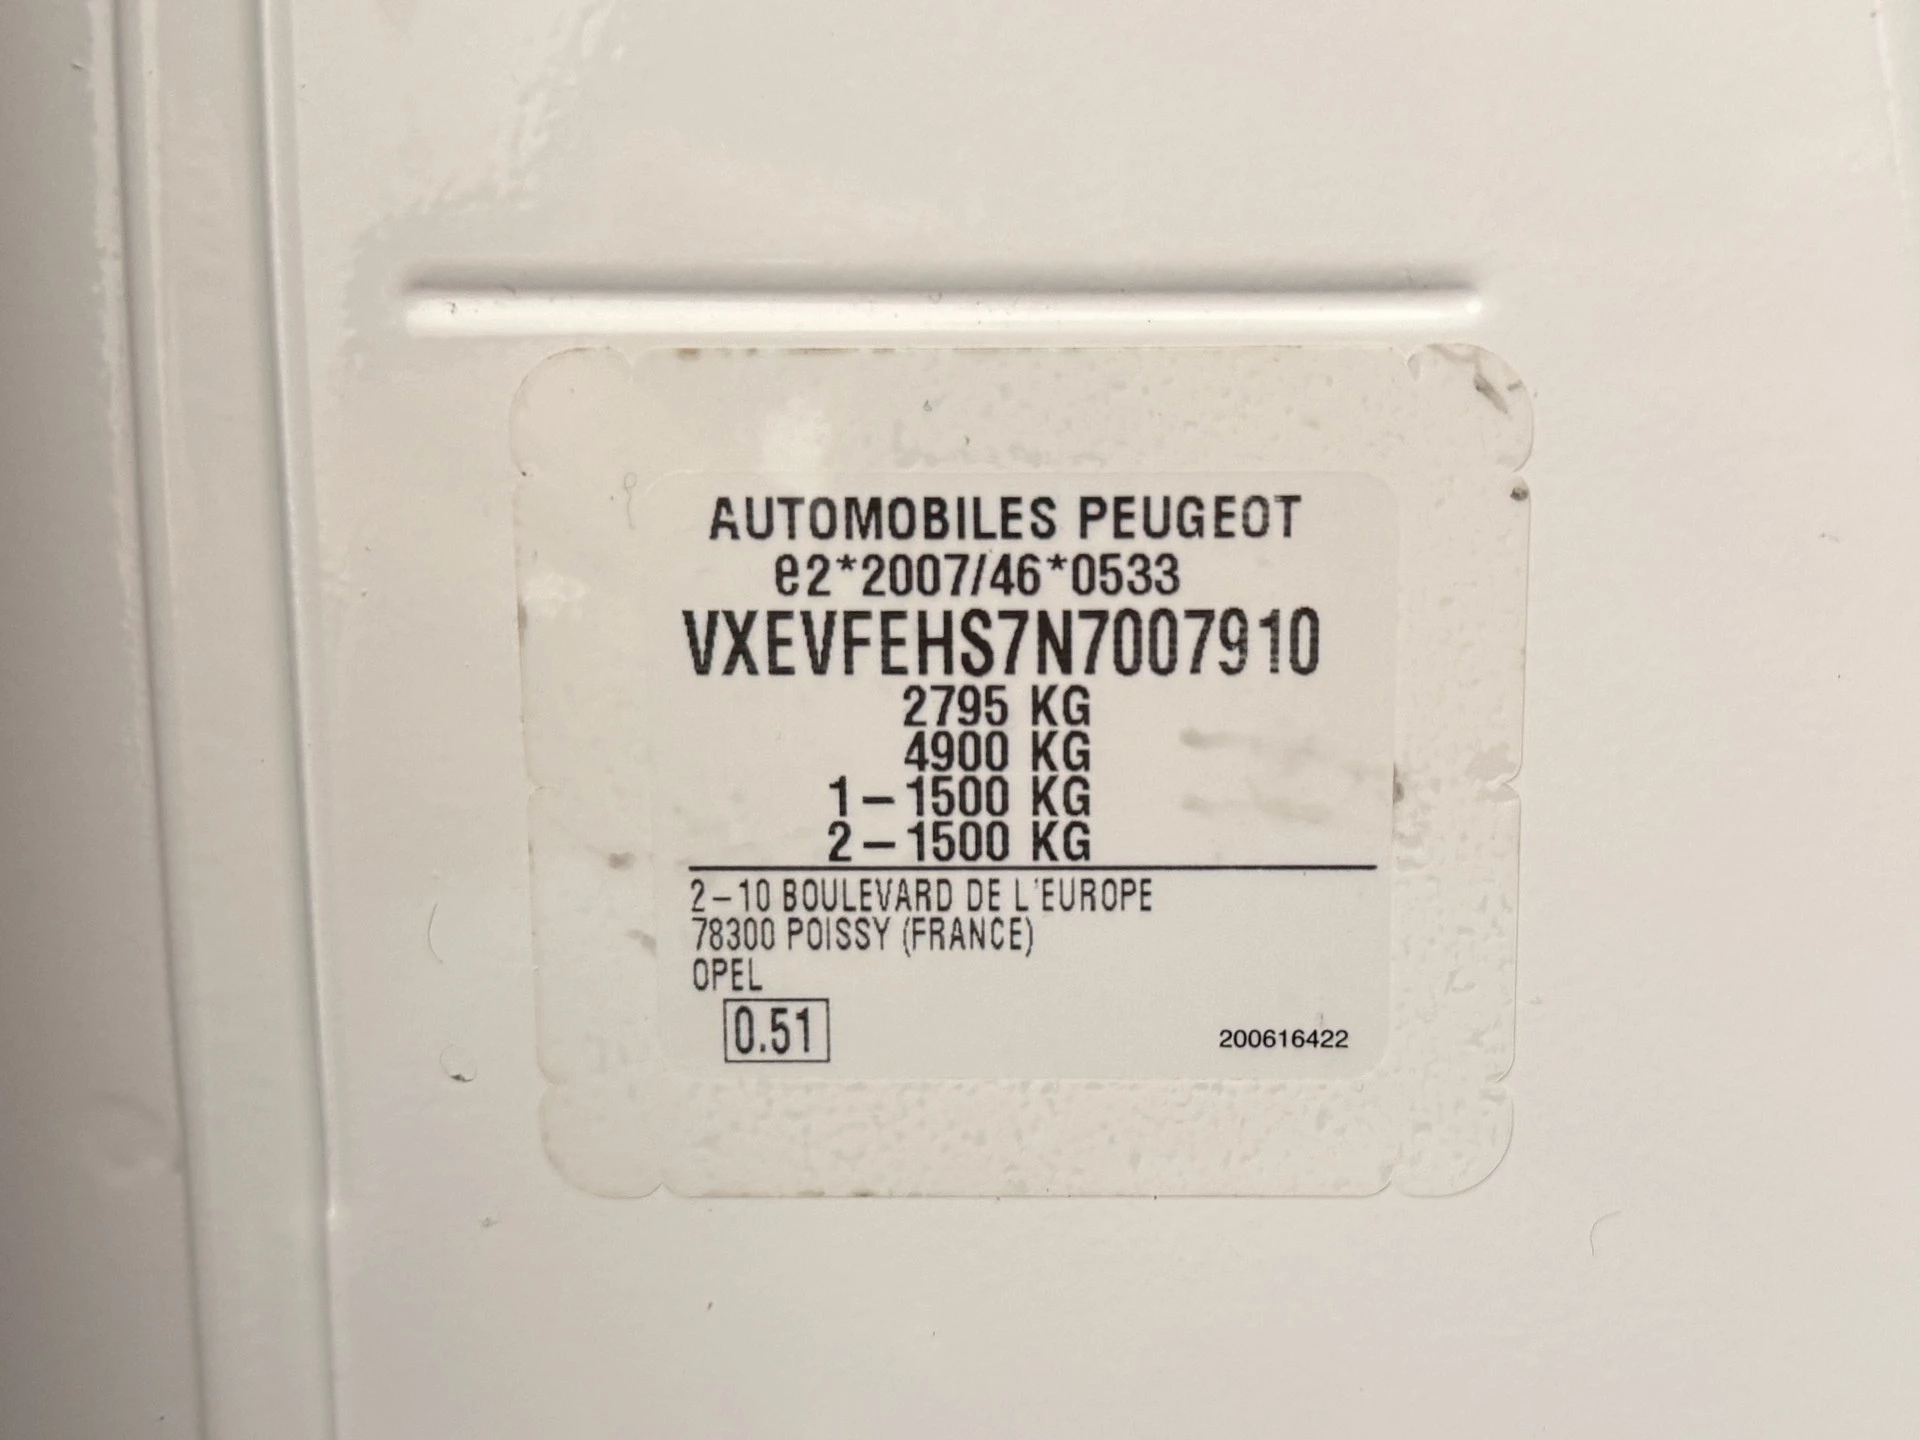 AUTOMOBILES PEUGEOT
e2*2007/46*0533
VXEVFEHS7N7007910
2795 KG
4900 KG
1-1500 KG
2-1500 KG
2-10 BOULEVARD DE L'EUROPE
78300 POISSY (FRANCE)
OPEL
0.51
200616422